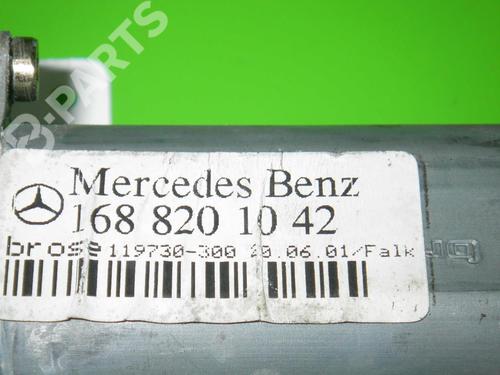 B-PARTS
Mercedes Benz
168 820 10 42
brose 119730-300 20.06.01/Falk